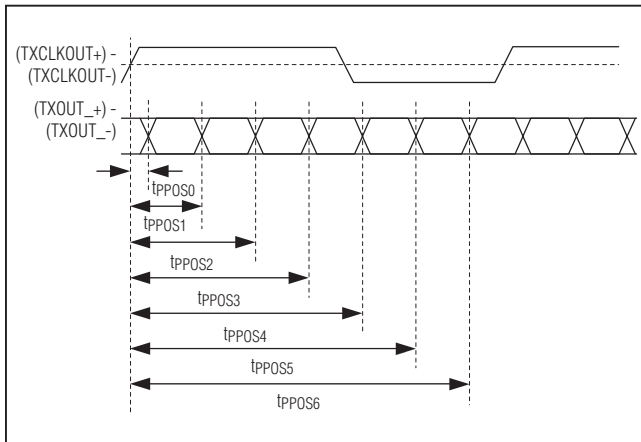 (TXCLKOUT+) -
(TXCLKOUT-)
(TXOUT_+) -
(TXOUT_-)
tPPOS0
tPPOS1
tPPOS2
tPPOS3
tPPOS4
tPPOS5
tPPOS6